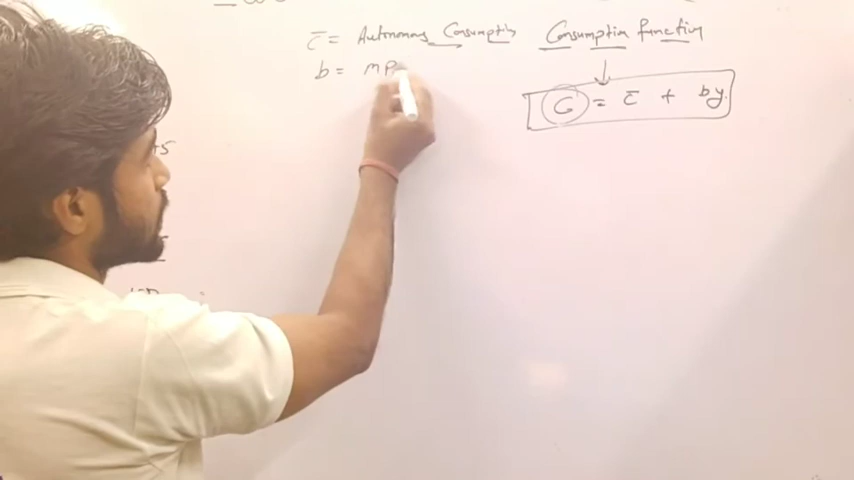 c̄ = Autonomous Consumption
Consumption function
b = MP
C = c̄ + by